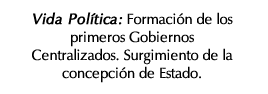 Vida Política: Formación de los
primeros Gobiernos
Centralizados. Surgimiento de la
concepción de Estado.